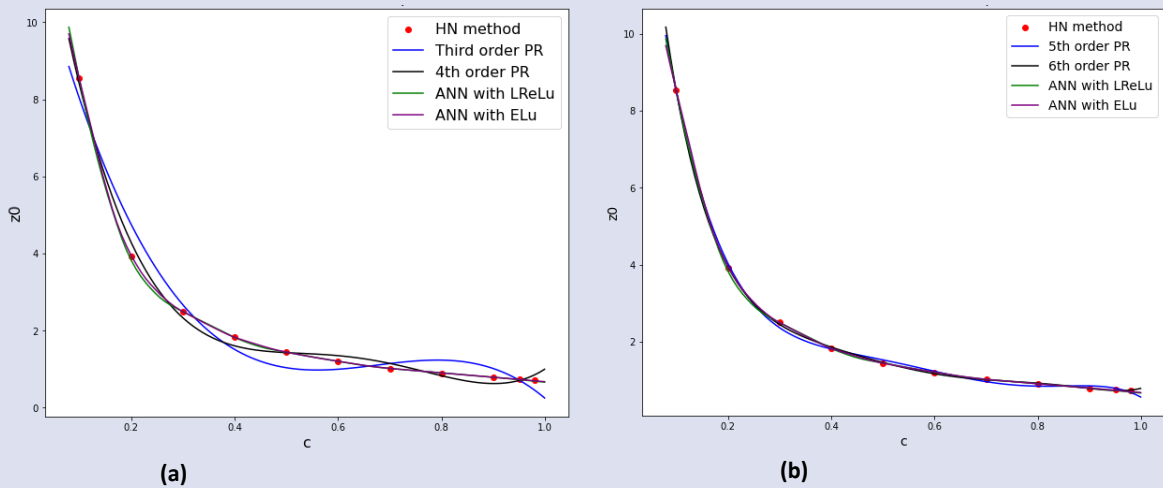 HN method
Third order PR
4th order PR
ANN with LReLu
ANN with ELu
10
8
6
4
2
0
z0
0.2 0.4 0.6 0.8 1.0
c
(a)
HN method
5th order PR
6th order PR
ANN with LReLu
ANN with ELu
10
8
6
4
2
z0
0.2 0.4 0.6 0.8 1.0
c
(b)